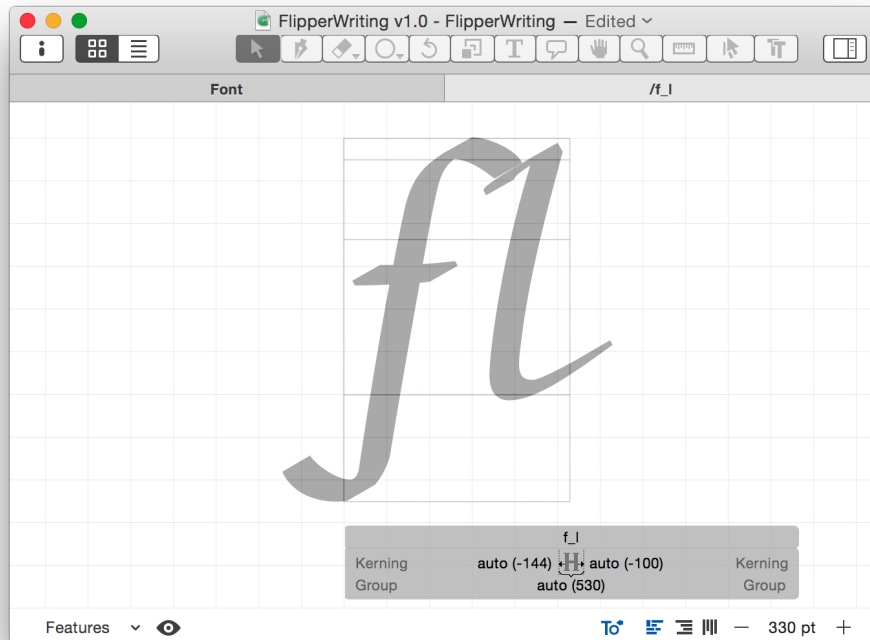 FlipperWriting v1.0 - FlipperWriting — Edited
Font
/f_l
fl
f_l
Kerning auto (-144) H auto (-100) Kerning
Group auto (530) Group
Features
330 pt